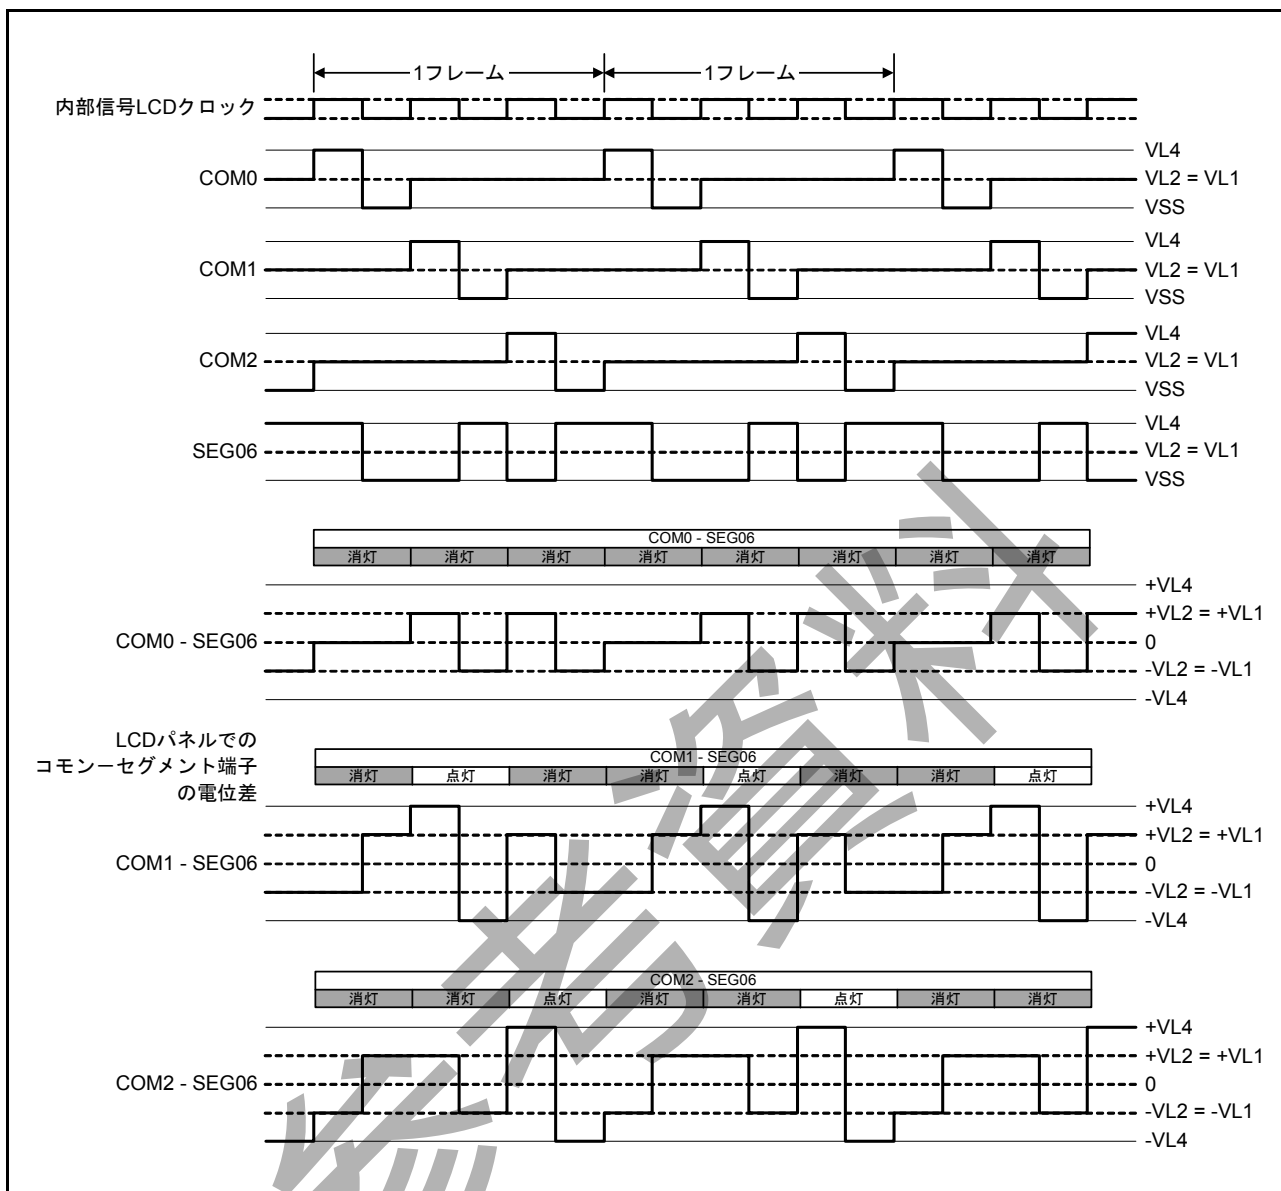 1フレーム 1フレーム
内部信号LCDクロック
VL4
COM0 VL2 = VL1
VSS
VL4
COM1 VL2 = VL1
VSS
VL4
COM2 VL2 = VL1
VSS
VL4
SEG06 VL2 = VL1
VSS
COM0 - SEG06
消灯 消灯 消灯 消灯 消灯 消灯 消灯 消灯
+VL4
+VL2 = +VL1
COM0 - SEG06 0
-VL2 = -VL1
-VL4
LCDパネルでの
コモンーセグメント端子
の電位差
COM1 - SEG06
消灯 点灯 消灯 消灯 点灯 消灯 消灯 点灯
+VL4
+VL2 = +VL1
COM1 - SEG06 0
-VL2 = -VL1
-VL4
COM2 - SEG06
消灯 消灯 点灯 消灯 消灯 点灯 消灯 消灯
+VL4
+VL2 = +VL1
COM2 - SEG06 0
-VL2 = -VL1
-VL4
参考資料